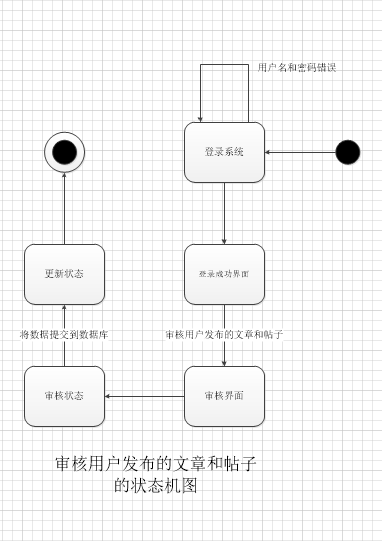 用户名和密码错误
登录系统
更新状态
登录成功界面
将数据提交到数据库
审核用户发布的文章和帖子
审核状态
审核界面
审核用户发布的文章和帖子
的状态机图